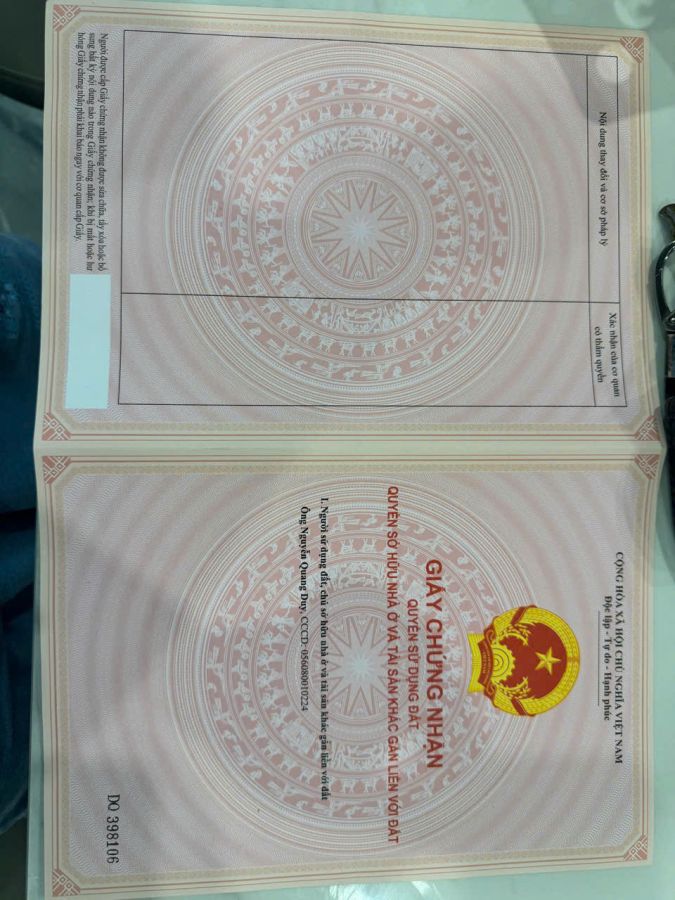 Nội dung thay đổi và cơ sở pháp lý
Xác nhận của cơ quan
có thẩm quyền
Người được cấp Giấy chứng nhận không được sửa chữa, tẩy xóa hoặc bổ
sung bất kỳ nội dung nào trong Giấy chứng nhận; khi bị mất hoặc hư
hỏng Giấy chứng nhận phải khai báo ngay với cơ quan cấp Giấy.
CỘNG HÒA XÃ HỘI CHỦ NGHĨA VIỆT NAM
Độc lập - Tự do - Hạnh phúc
GIẤY CHỨNG NHẬN
QUYỀN SỬ DỤNG ĐẤT
QUYỀN SỞ HỮU NHÀ Ở VÀ TÀI SẢN KHÁC GẮN LIỀN VỚI ĐẤT
I. Người sử dụng đất, chủ sở hữu nhà ở và tài sản khác gắn liền với đất
Ông Nguyễn Quang Duy, CCCD: 056080010224
DQ 398106